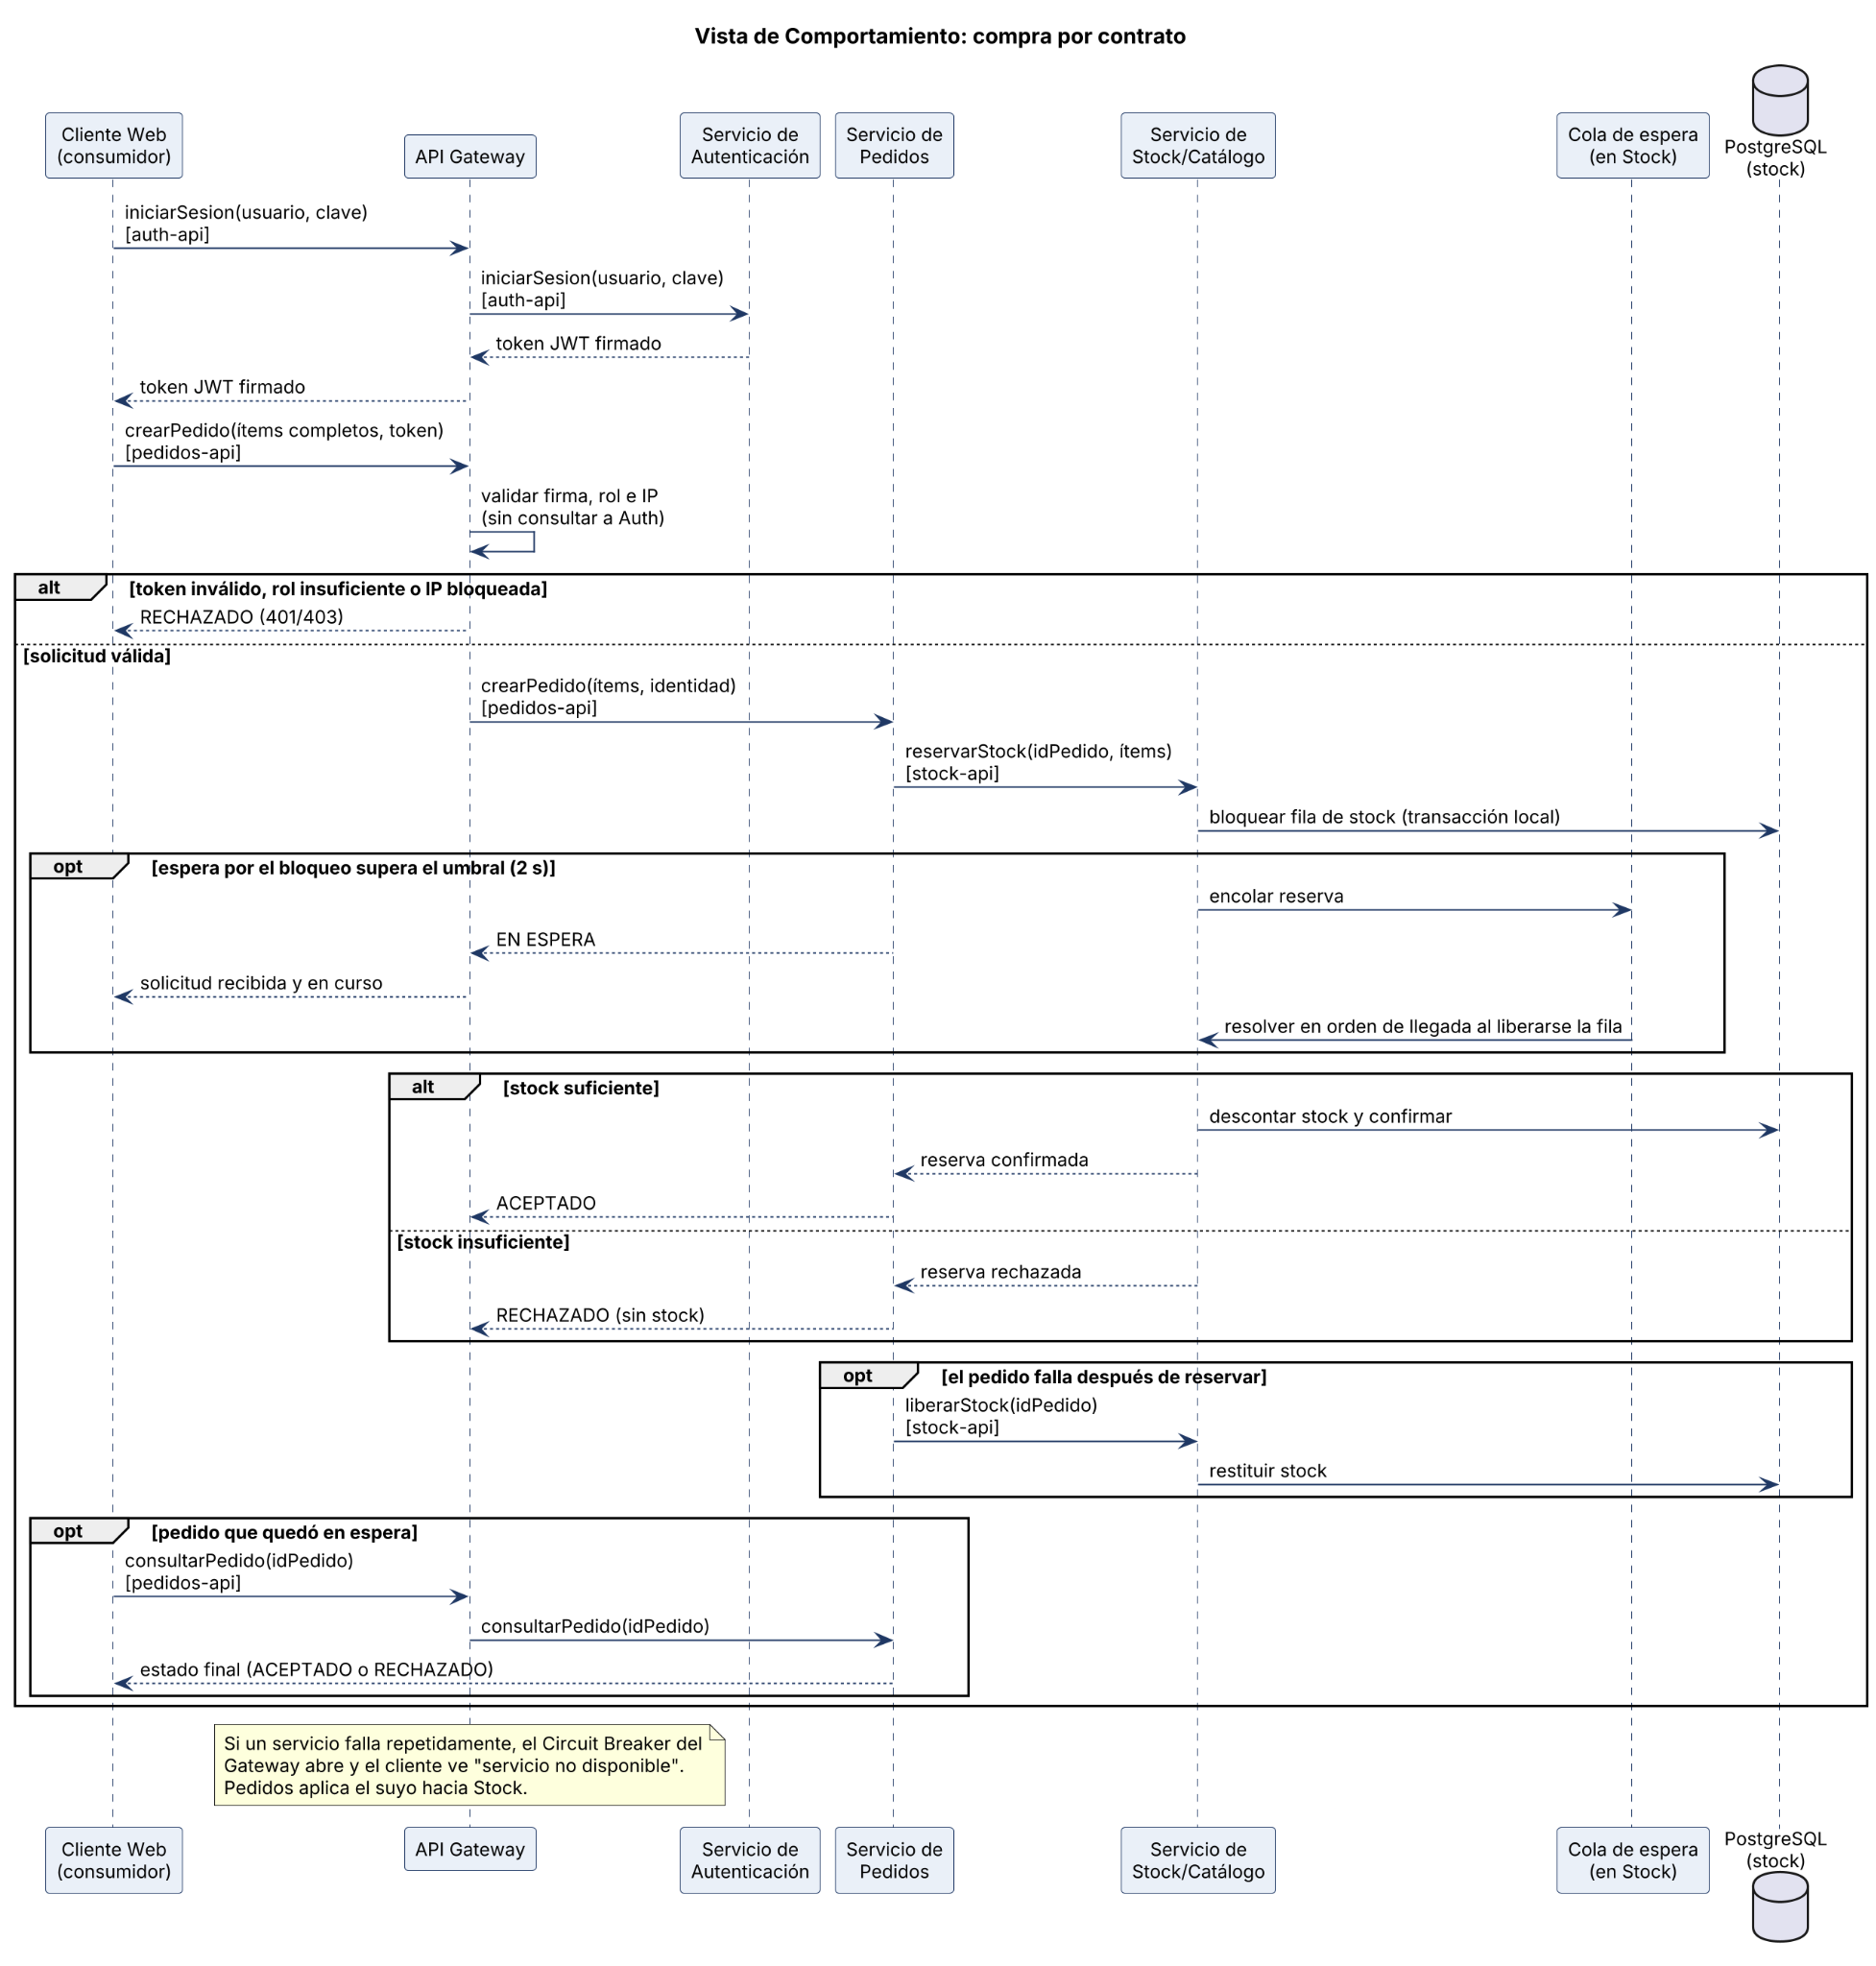 Vista de Comportamiento: compra por contrato
Cliente Web
(consumidor)
API Gateway
Servicio de
Autenticación
Servicio de
Pedidos
Servicio de
Stock/Catálogo
Cola de espera
(en Stock)
PostgreSQL
(stock)
iniciarSesion(usuario, clave)
[auth-api]
iniciarSesion(usuario, clave)
[auth-api]
token JWT firmado
token JWT firmado
crearPedido(ítems completos, token)
[pedidos-api]
validar firma, rol e IP
(sin consultar a Auth)
alt [token inválido, rol insuficiente o IP bloqueada]
RECHAZADO (401/403)
[solicitud válida]
crearPedido(ítems, identidad)
[pedidos-api]
reservarStock(idPedido, ítems)
[stock-api]
bloquear fila de stock (transacción local)
opt [espera por el bloqueo supera el umbral (2 s)]
encolar reserva
EN ESPERA
solicitud recibida y en curso
resolver en orden de llegada al liberarse la fila
alt [stock suficiente]
descontar stock y confirmar
reserva confirmada
ACEPTADO
[stock insuficiente]
reserva rechazada
RECHAZADO (sin stock)
opt [el pedido falla después de reservar]
liberarStock(idPedido)
[stock-api]
restituir stock
opt [pedido que quedó en espera]
consultarPedido(idPedido)
[pedidos-api]
consultarPedido(idPedido)
estado final (ACEPTADO o RECHAZADO)
Si un servicio falla repetidamente, el Circuit Breaker del
Gateway abre y el cliente ve "servicio no disponible".
Pedidos aplica el suyo hacia Stock.
Cliente Web
(consumidor)
API Gateway
Servicio de
Autenticación
Servicio de
Pedidos
Servicio de
Stock/Catálogo
Cola de espera
(en Stock)
PostgreSQL
(stock)